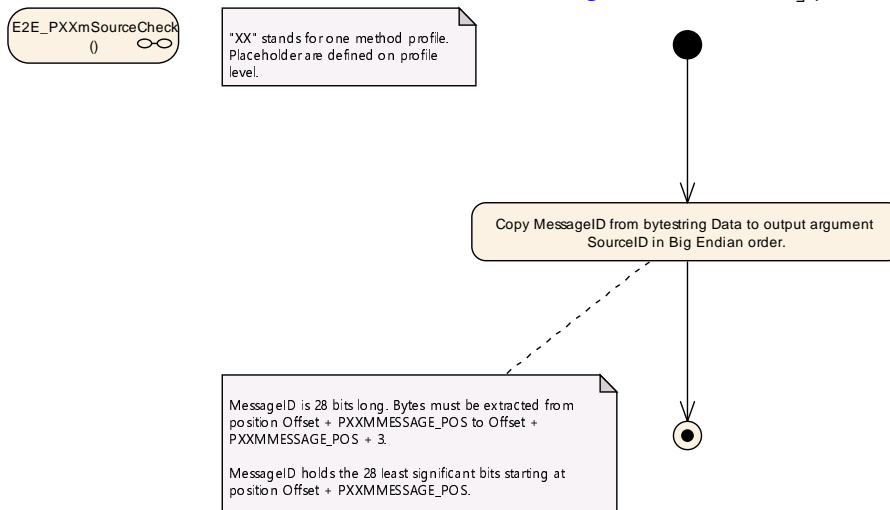 E2E_PXXmSourceCheck
()
"XX" stands for one method profile.
Placeholder are defined on profile
level.
Copy MessageID from bytestring Data to output argument
SourceID in Big Endian order.
MessageID is 28 bits long. Bytes must be extracted from
position Offset + PXXMMESSAGE_POS to Offset +
PXXMMESSAGE_POS + 3.
MessageID holds the 28 least significant bits starting at
position Offset + PXXMMESSAGE_POS.